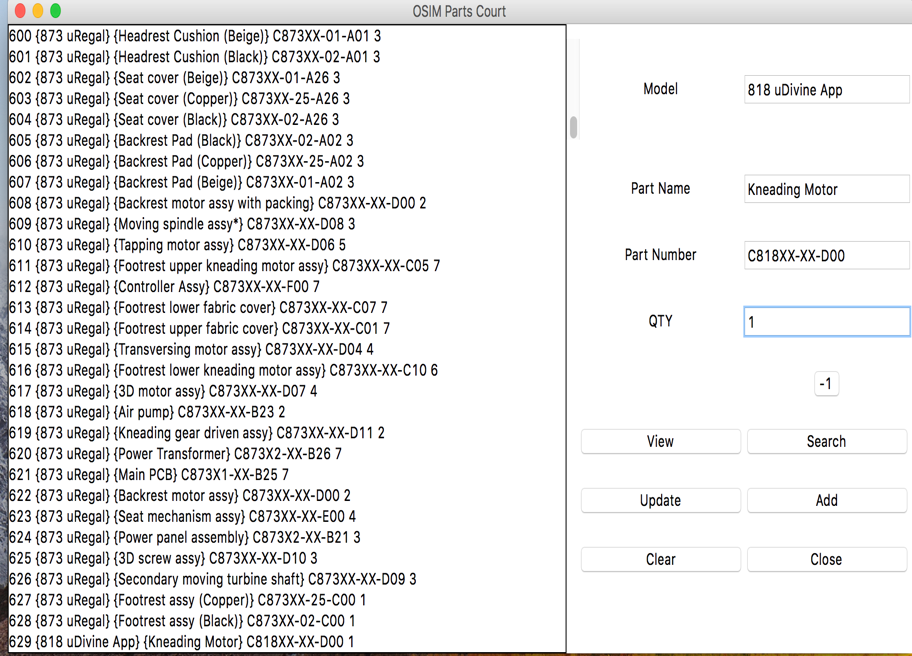 OSIM Parts Court
600 {873 uRegal} {Headrest Cushion (Beige)} C873XX-01-A01 3
601 {873 uRegal} {Headrest Cushion (Black)} C873XX-02-A01 3
602 {873 uRegal} {Seat cover (Beige)} C873XX-01-A26 3
603 {873 uRegal} {Seat cover (Copper)} C873XX-25-A26 3
604 {873 uRegal} {Seat cover (Black)} C873XX-02-A26 3
605 {873 uRegal} {Backrest Pad (Black)} C873XX-02-A02 3
606 {873 uRegal} {Backrest Pad (Copper)} C873XX-25-A02 3
607 {873 uRegal} {Backrest Pad (Beige)} C873XX-01-A02 3
608 {873 uRegal} {Backrest motor assy with packing} C873XX-XX-D00 2
609 {873 uRegal} {Moving spindle assy*} C873XX-XX-D08 3
610 {873 uRegal} {Tapping motor assy} C873XX-XX-D06 5
611 {873 uRegal} {Footrest upper kneading motor assy} C873XX-XX-C05 7
612 {873 uRegal} {Controller Assy} C873XX-XX-F00 7
613 {873 uRegal} {Footrest lower fabric cover} C873XX-XX-C07 7
614 {873 uRegal} {Footrest upper fabric cover} C873XX-XX-C01 7
615 {873 uRegal} {Transversing motor assy} C873XX-XX-D04 4
616 {873 uRegal} {Footrest lower kneading motor assy} C873XX-XX-C10 6
617 {873 uRegal} {3D motor assy} C873XX-XX-D07 4
618 {873 uRegal} {Air pump} C873XX-XX-B23 2
619 {873 uRegal} {Kneading gear driven assy} C873XX-XX-D11 2
620 {873 uRegal} {Power Transformer} C873X2-XX-B26 7
621 {873 uRegal} {Main PCB} C873X1-XX-B25 7
622 {873 uRegal} {Backrest motor assy} C873XX-XX-D00 2
623 {873 uRegal} {Seat mechanism assy} C873XX-XX-E00 4
624 {873 uRegal} {Power panel assembly} C873X2-XX-B21 3
625 {873 uRegal} {3D screw assy} C873XX-XX-D10 3
626 {873 uRegal} {Secondary moving turbine shaft} C873XX-XX-D09 3
627 {873 uRegal} {Footrest assy (Copper)} C873XX-25-C00 1
628 {873 uRegal} {Footrest assy (Black)} C873XX-02-C00 1
629 {818 uDivine App} {Kneading Motor} C818XX-XX-D00 1
Model 818 uDivine App
Part Name Kneading Motor
Part Number C818XX-XX-D00
QTY 1
-1
View Search
Update Add
Clear Close